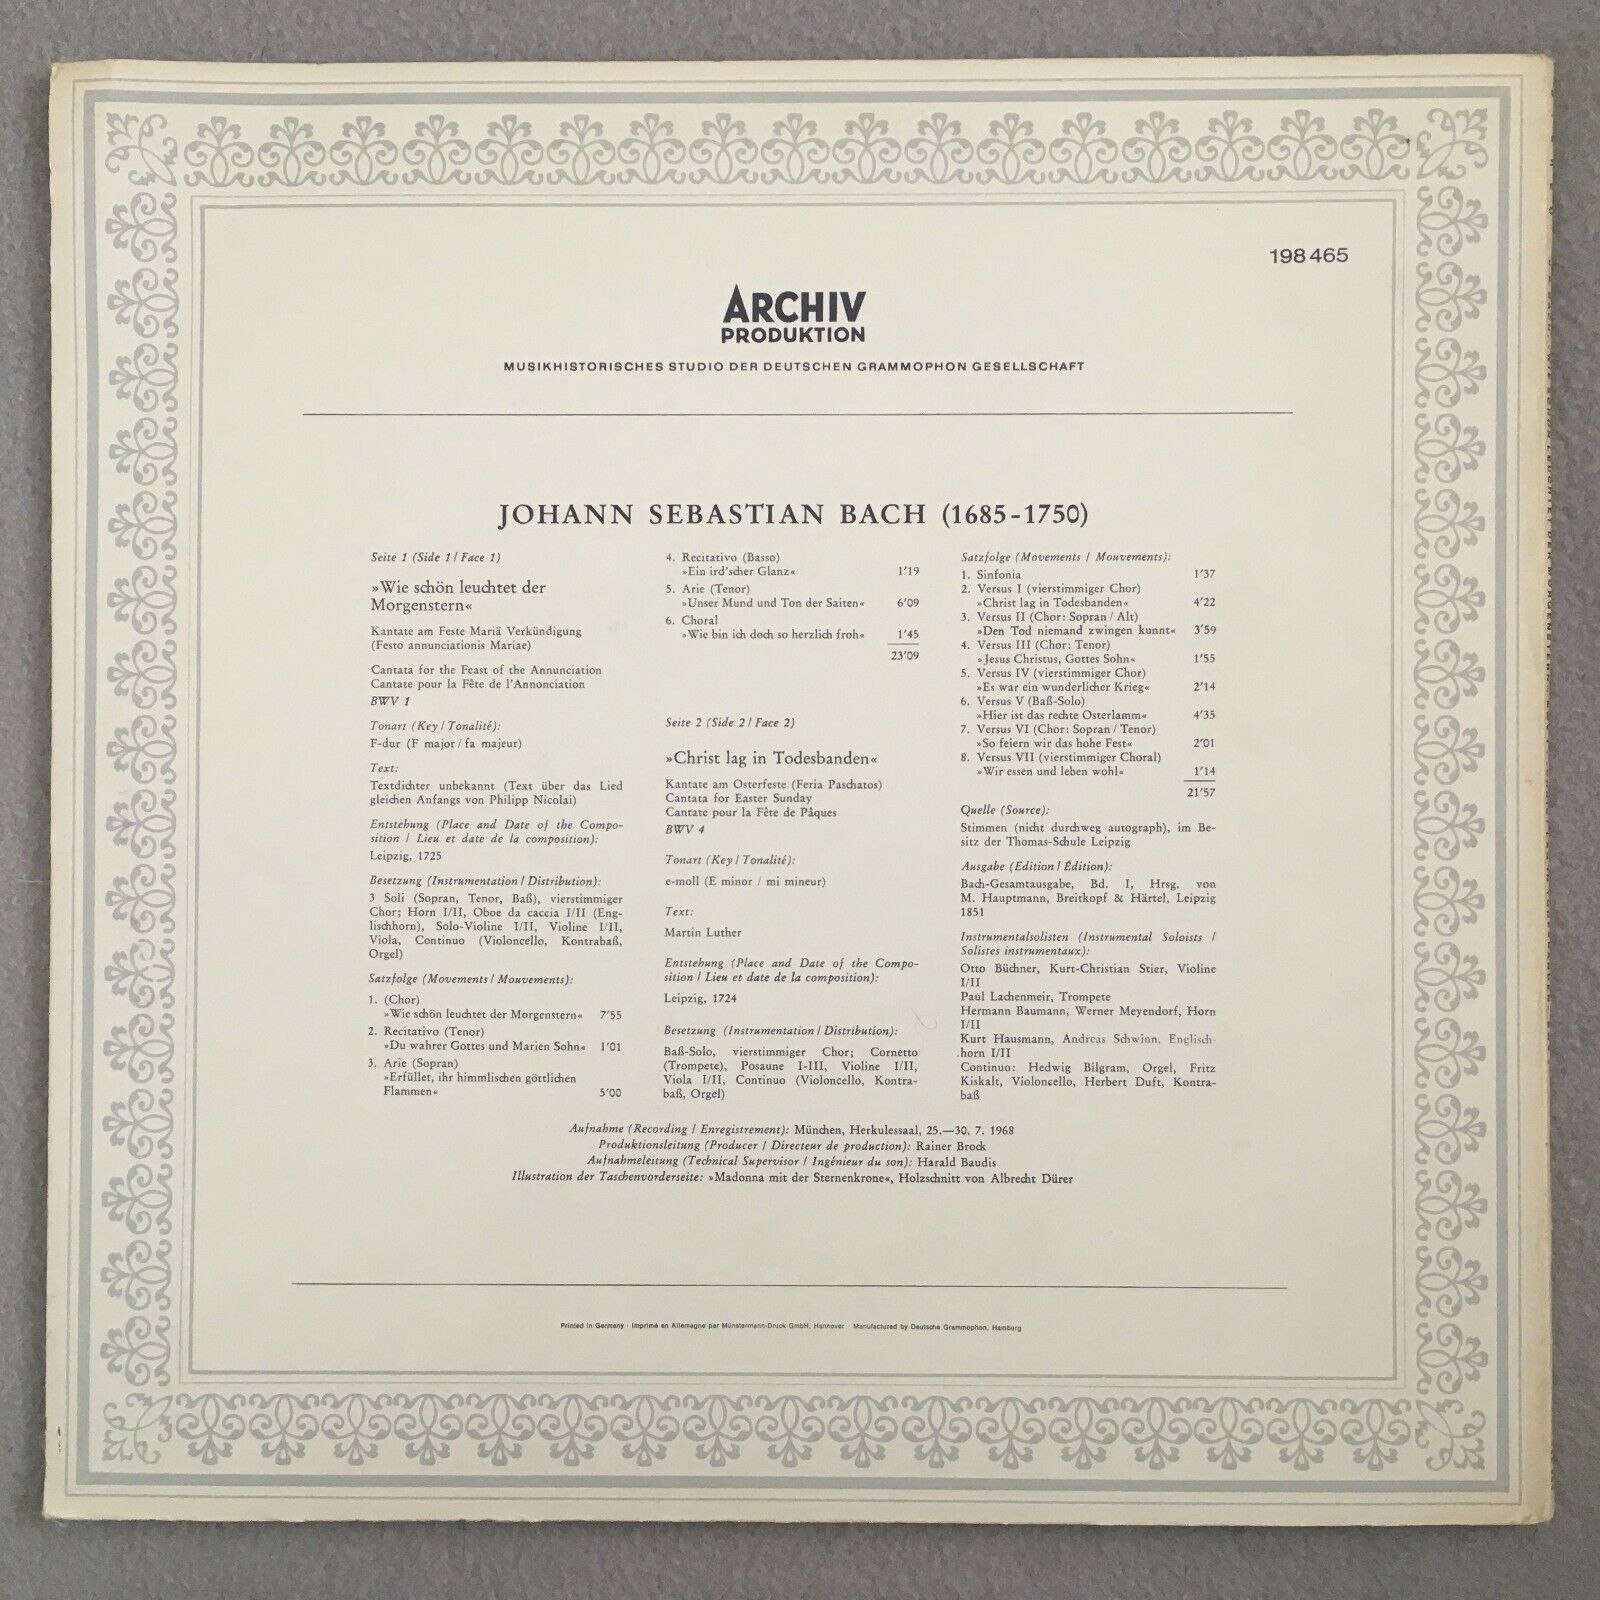 198 465
ARCHIV
PRODUKTION
MUSIKHISTORISCHES STUDIO DER DEUTSCHEN GRAMMOPHON GESELLSCHAFT
JOHANN SEBASTIAN BACH (1685-1750)
Seite 1 (Side 1 / Face 1)
»Wie schön leuchtet der
Morgenstern«
Kantate am Feste Mariä Verkündigung
(Festo annunciationis Mariae)
Cantata for the Feast of the Annunciation
Cantate pour la Fête de l'Annonciation
BWV 1
Tonart (Key / Tonalité):
F-dur (F major / fa majeur)
Text:
Textdichter unbekannt (Text über das Lied
gleichen Anfangs von Philipp Nicolai)
Entstehung (Place and Date of the Compo-
sition / Lieu et date de la composition):
Leipzig, 1725
Besetzung (Instrumentation / Distribution):
3 Soli (Sopran, Tenor, Baß), vierstimmiger
Chor; Horn I/II, Oboe da caccia I/II (Eng-
lischhorn), Solo-Violine I/II, Violine I/II,
Viola, Continuo (Violoncello, Kontrabaß,
Orgel)
Satzfolge (Movements / Mouvements):
1. (Chor)
»Wie schön leuchtet der Morgenstern« 7'55
2. Recitativo (Tenor)
»Du wahrer Gottes und Marien Sohn« 1'01
3. Arie (Sopran)
»Erfüllet, ihr himmlischen göttlichen
Flammen« 5'00
4. Recitativo (Basso)
»Ein ird'scher Glanz« 1'19
5. Arie (Tenor)
»Unser Mund und Ton der Saiten« 6'09
6. Choral
»Wie bin ich doch so herzlich froh« 1'45
23'09
Seite 2 (Side 2 / Face 2)
»Christ lag in Todesbanden«
Kantate am Osterfeste (Feria Paschatos)
Cantata for Easter Sunday
Cantate pour la Fête de Pâques
BWV 4
Tonart (Key / Tonalité):
e-moll (E minor / mi mineur)
Text:
Martin Luther
Entstehung (Place and Date of the Compo-
sition / Lieu et date de la composition):
Leipzig, 1724
Besetzung (Instrumentation / Distribution):
Baß-Solo, vierstimmiger Chor; Cornetto
(Trompete), Posaune I-III, Violine I/II,
Viola I/II, Continuo (Violoncello, Kontra-
baß, Orgel)
Satzfolge (Movements / Mouvements):
1. Sinfonia 1'37
2. Versus I (vierstimmiger Chor)
»Christ lag in Todesbanden« 4'22
3. Versus II (Chor: Sopran / Alt)
»Den Tod niemand zwingen kunnt« 3'59
4. Versus III (Chor: Tenor)
»Jesus Christus, Gottes Sohn« 1'55
5. Versus IV (vierstimmiger Chor)
»Es war ein wunderlicher Krieg« 2'14
6. Versus V (Baß-Solo)
»Hier ist das rechte Osterlamm« 4'35
7. Versus VI (Chor: Sopran / Tenor)
»So feiern wir das hohe Fest« 2'01
8. Versus VII (vierstimmiger Choral)
»Wir essen und leben wohl« 1'14
21'57
Quelle (Source):
Stimmen (nicht durchweg autograph), im Be-
sitz der Thomas-Schule Leipzig
Ausgabe (Edition / Édition):
Bach-Gesamtausgabe, Bd. I, Hrsg. von
M. Hauptmann, Breitkopf & Härtel, Leipzig
1851
Instrumentalsolisten (Instrumental Soloists /
Solistes instrumentaux):
Otto Büchner, Kurt-Christian Stier, Violine
I/II
Paul Lachenmeir, Trompete
Hermann Baumann, Werner Meyendorf, Horn
I/II
Kurt Hausmann, Andreas Schwinn, Englisch-
horn I/II
Continuo: Hedwig Bilgram, Orgel, Fritz
Kiskalt, Violoncello, Herbert Duft, Kontra-
baß
Aufnahme (Recording / Enregistrement): München, Herkulessaal, 25.—30. 7. 1968
Produktionsleitung (Producer / Directeur de production): Rainer Brock
Aufnahmeleitung (Technical Supervisor / Ingénieur du son): Harald Baudis
Illustration der Taschenvorderseite: »Madonna mit der Sternenkrone«, Holzschnitt von Albrecht Dürer
Printed in Germany · Imprimé en Allemagne par Münstermann-Druck GmbH, Hannover · Manufactured by Deutsche Grammophon, Hamburg